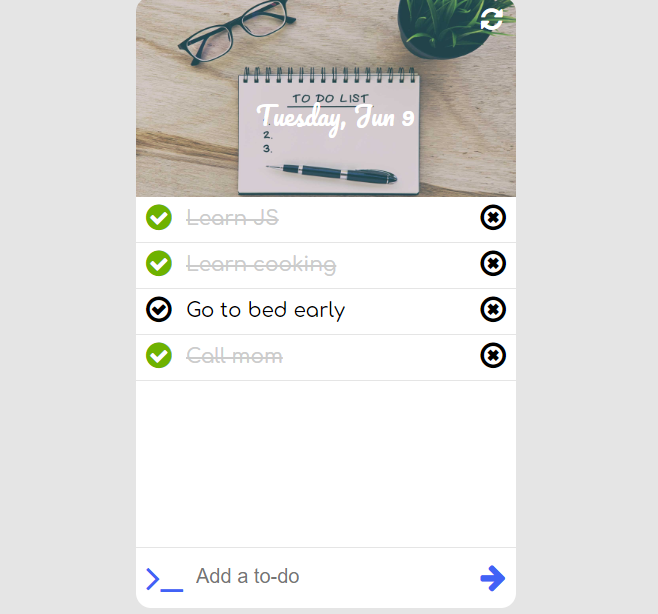 TO DO LIST
Tuesday, Jun 9
2.
3.
Learn JS
Learn cooking
Go to bed early
Call mom
Add a to-do